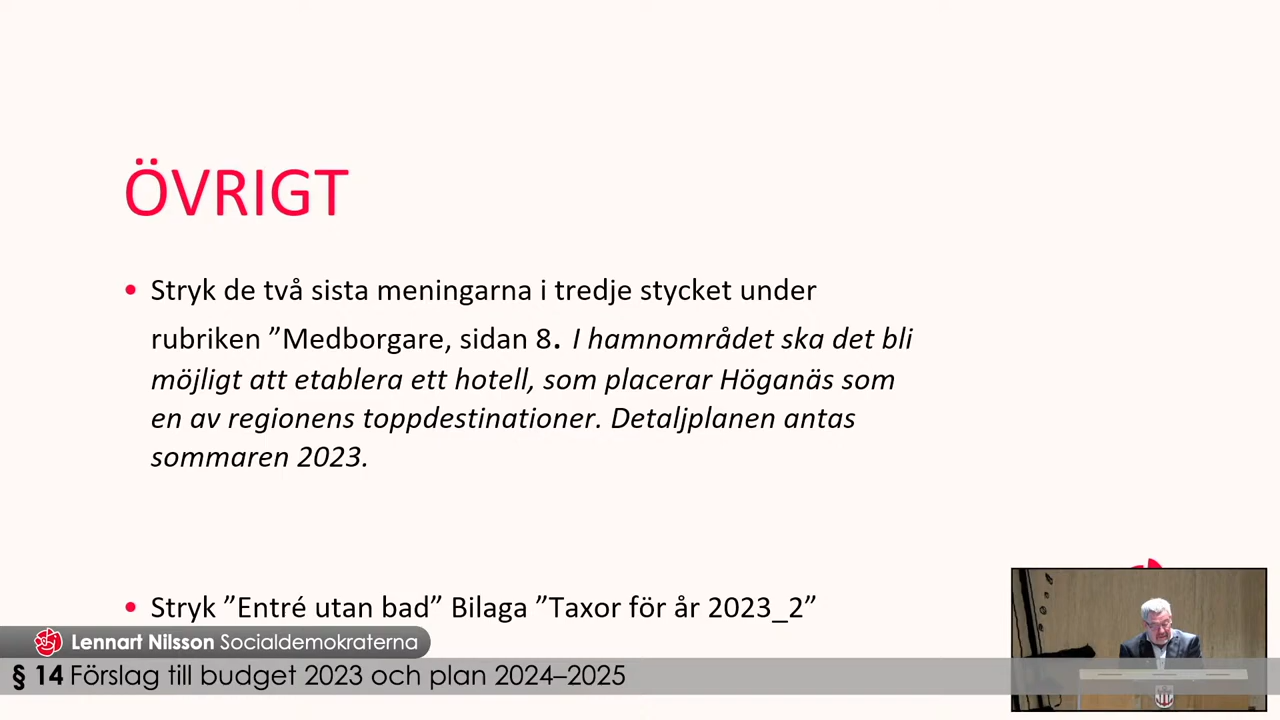 ÖVRIGT
• Stryk de två sista meningarna i tredje stycket under
rubriken ”Medborgare, sidan 8. I hamnområdet ska det bli
möjligt att etablera ett hotell, som placerar Höganäs som
en av regionens toppdestinationer. Detaljplanen antas
sommaren 2023.
• Stryk ”Entré utan bad” Bilaga ”Taxor för år 2023_2”
Lennart Nilsson Socialdemokraterna
§ 14 Förslag till budget 2023 och plan 2024–2025